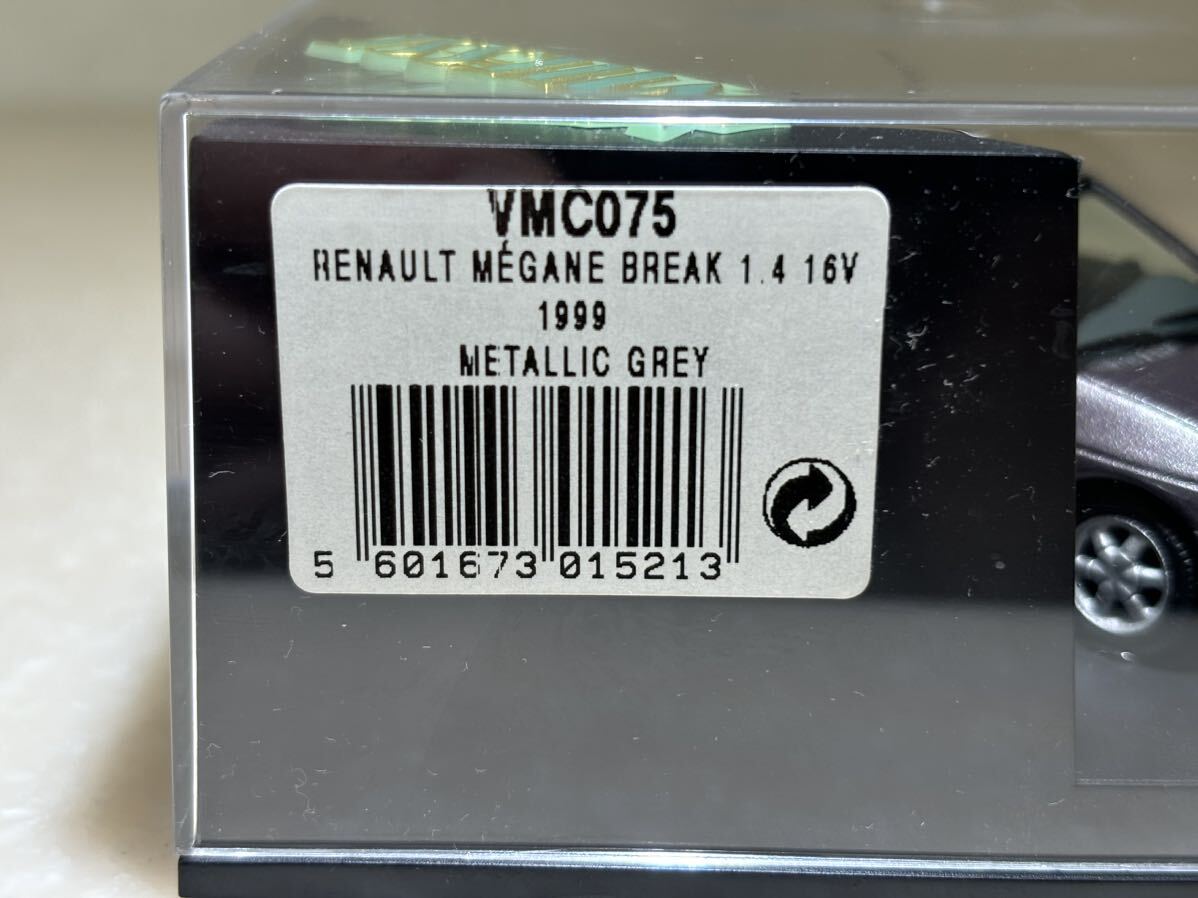 VMC075
RENAULT MÉGANE BREAK 1.4 16V
1999
METALLIC GREY
5 601673 015213